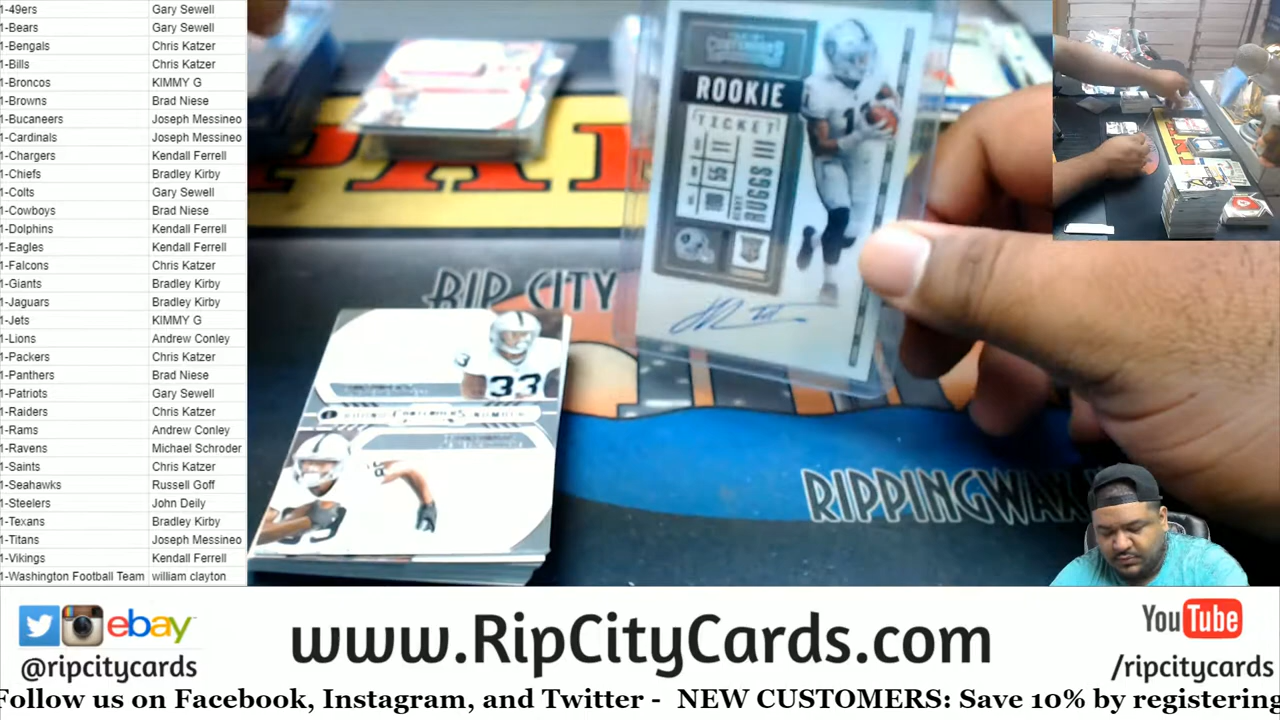 1-49ers Gary Sewell
1-Bears Gary Sewell
1-Bengals Chris Katzer
1-Bills Chris Katzer
1-Broncos KIMMY G
1-Browns Brad Niese
1-Bucaneers Joseph Messineo
1-Cardinals Joseph Messineo
1-Chargers Kendall Ferrell
1-Chiefs Bradley Kirby
1-Colts Gary Sewell
1-Cowboys Brad Niese
1-Dolphins Kendall Ferrell
1-Eagles Kendall Ferrell
1-Falcons Chris Katzer
1-Giants Bradley Kirby
1-Jaguars Bradley Kirby
1-Jets KIMMY G
1-Lions Andrew Conley
1-Packers Chris Katzer
1-Panthers Brad Niese
1-Patriots Gary Sewell
1-Raiders Chris Katzer
1-Rams Andrew Conley
1-Ravens Michael Schroder
1-Saints Chris Katzer
1-Seahawks Russell Goff
1-Steelers John Deily
1-Texans Bradley Kirby
1-Titans Joseph Messineo
1-Vikings Kendall Ferrell
1-Washington Football Team william clayton
CONTENDERS
ROOKIE
TICKET
HENRY
RUGGS III
11
RIP CITY
33
RIPPINGWAX
ebay
@ripcitycards
www.RipCityCards.com
YouTube
/ripcitycards
Follow us on Facebook, Instagram, and Twitter - NEW CUSTOMERS: Save 10% by registering